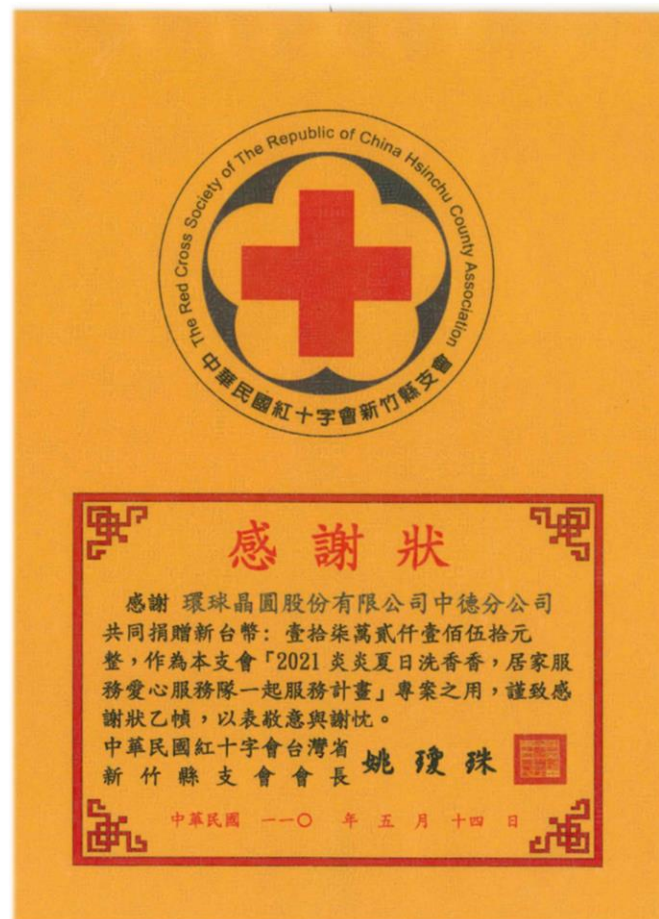 The Red Cross Society of The Republic of China Hsinchu County Association
中華民國紅十字會新竹縣支會
感謝狀
感謝 環球晶圓股份有限公司中德分公司
共同捐贈新台幣：壹拾柒萬貳仟壹佰伍拾元
整，作為本支會「2021炎炎夏日洗香香，居家服
務愛心服務隊一起服務計畫」專案之用，謹致感
謝狀乙幀，以表敬意與謝忱。
中華民國紅十字會台灣省
新竹縣支會會長 姚瓊珠
中華民國 一一〇 年 五 月 十四 日